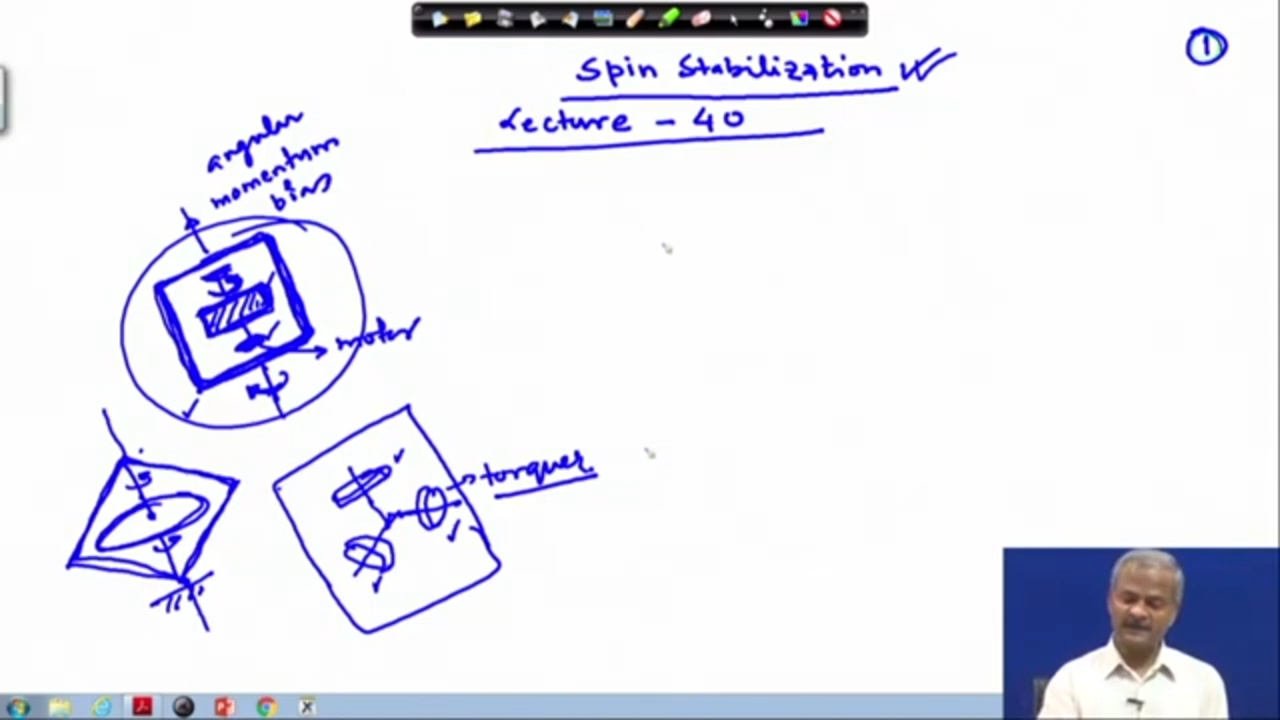 Spin Stabilization
1
Lecture - 40
angular
momentum
bias
motor
torquer